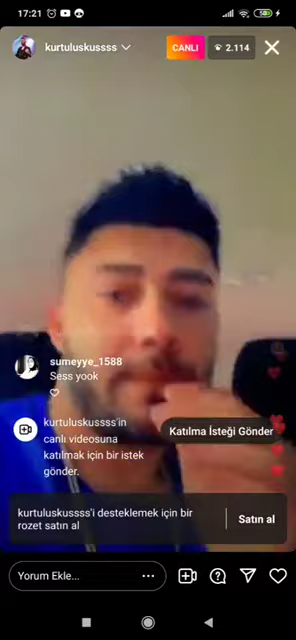 17:21
kurtuluskussss
CANLI
2.114
sumeyye_1588
Sess yook
kurtuluskussss'in
canlı videosuna
katılmak için bir istek
gönder.
Katılma İsteği Gönder
kurtuluskussss'i desteklemek için bir
rozet satın al
Satın al
Yorum Ekle...